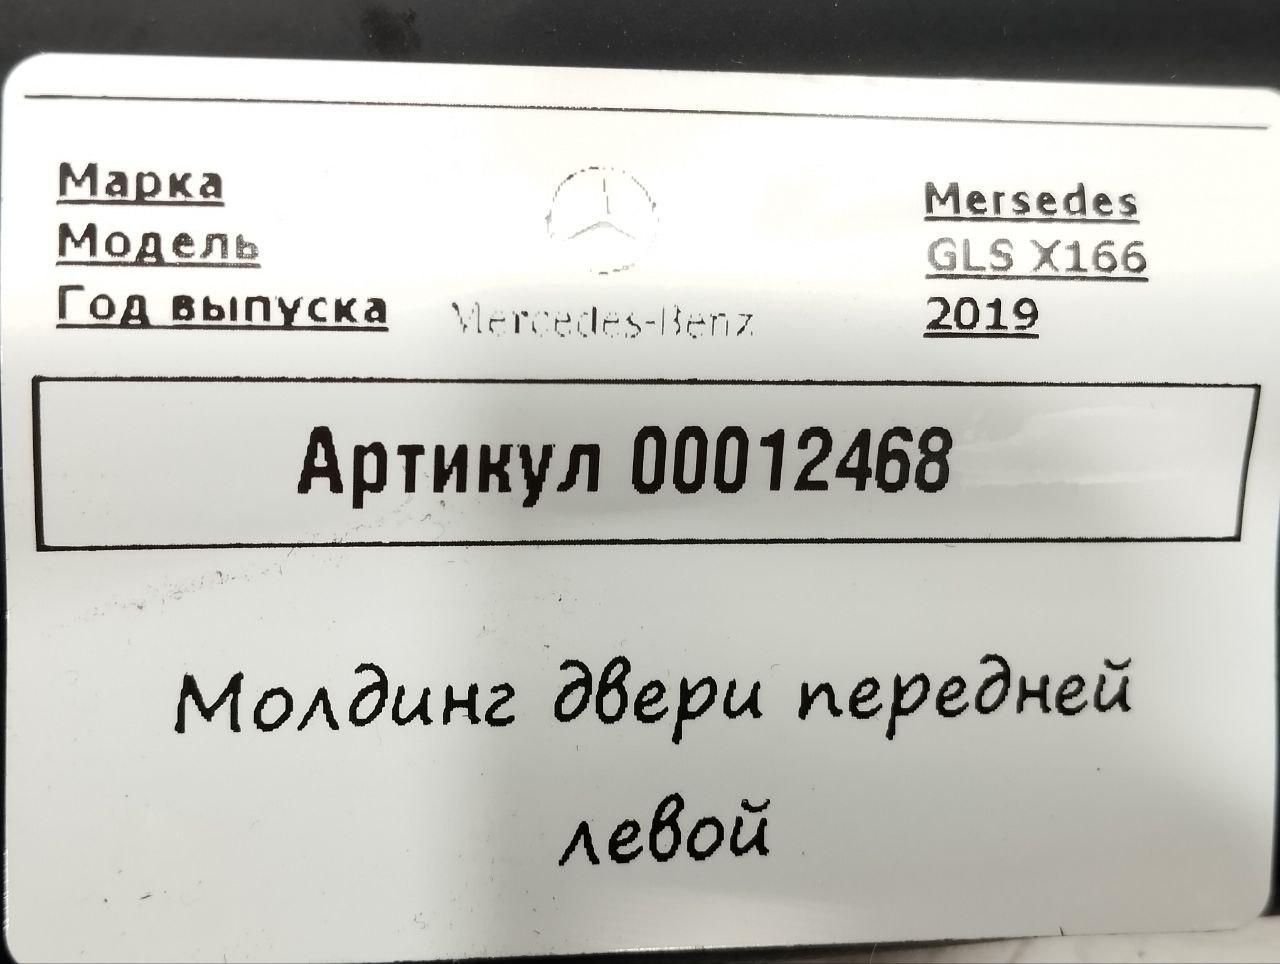 Марка
Модель
Год выпуска
Mercedes-Benz
Mersedes
GLS X166
2019
Артикул 00012468
Молдинг двери передней
левой